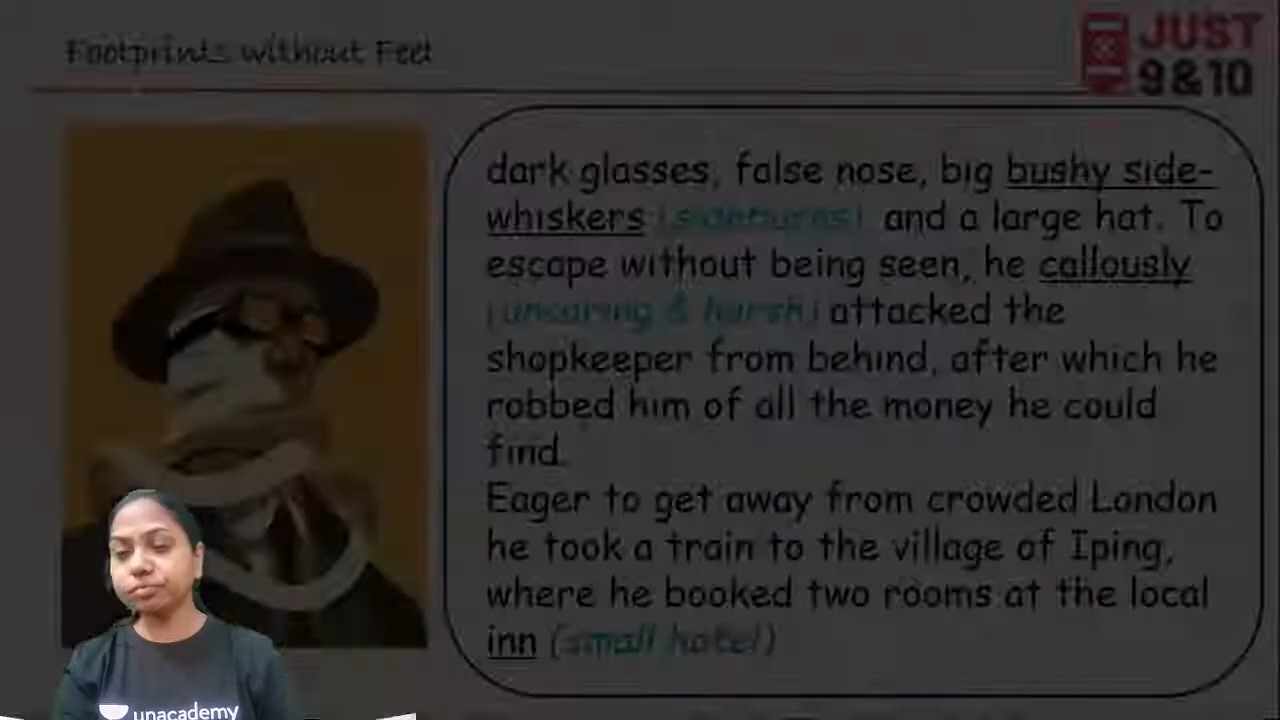 Footprints without Feet
JUST
9&10
dark glasses, false nose, big bushy side-
whiskers (sideburns) and a large hat. To
escape without being seen, he callously
(uncaring & harsh) attacked the
shopkeeper from behind, after which he
robbed him of all the money he could
find.
Eager to get away from crowded London
he took a train to the village of Iping,
where he booked two rooms at the local
inn (small hotel)
unacademy